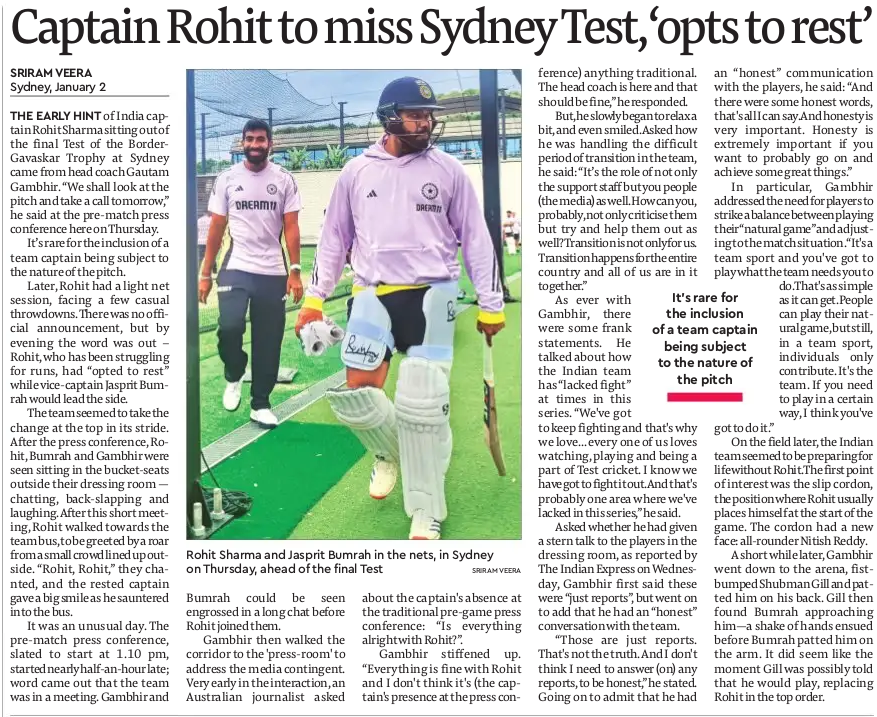 Captain Rohit to miss Sydney Test, ‘opts to rest’
SRIRAM VEERA
Sydney, January 2
THE EARLY HINT of India cap-
tain Rohit Sharma sitting out of
the final Test of the Border-
Gavaskar Trophy at Sydney
came from head coach Gautam
Gambhir. “We shall look at the
pitch and take a call tomorrow,”
he said at the pre-match press
conference here on Thursday.
It’s rare for the inclusion of a
team captain being subject to
the nature of the pitch.
Later, Rohit had a light net
session, facing a few casual
throwdowns. There was no offi-
cial announcement, but by
evening the word was out –
Rohit, who has been struggling
for runs, had “opted to rest”
while vice-captain Jasprit Bum-
rah would lead the side.
The team seemed to take the
change at the top in its stride.
After the press conference, Ro-
hit, Bumrah and Gambhir were
seen sitting in the bucket-seats
outside their dressing room —
chatting, back-slapping and
laughing. After this short meet-
ing, Rohit walked towards the
team bus, to be greeted by a roar
from a small crowd lined up out-
side. “Rohit, Rohit,” they cha-
nted, and the rested captain
gave a big smile as he sauntered
into the bus.
It was an unusual day. The
pre-match press conference,
slated to start at 1.10 pm,
started nearly half-an-hour late;
word came out that the team
was in a meeting. Gambhir and
DREAM11
DREAM11
Rohit Sharma and Jasprit Bumrah in the nets, in Sydney
on Thursday, ahead of the final Test
SRIRAM VEERA
Bumrah could be seen
engrossed in a long chat before
Rohit joined them.
Gambhir then walked the
corridor to the 'press-room' to
address the media contingent.
Very early in the interaction, an
Australian journalist asked
about the captain's absence at
the traditional pre-game press
conference: “Is everything
alright with Rohit?”.
Gambhir stiffened up.
“Everything is fine with Rohit
and I don't think it's (the cap-
tain's presence at the press con-
ference) anything traditional.
The head coach is here and that
should be fine,” he responded.
But, he slowly began to relax a
bit, and even smiled. Asked how
he was handling the difficult
period of transition in the team,
he said: “It's the role of not only
the support staff but you people
(the media) as well. How can you,
probably, not only criticise them
but try and help them out as
well? Transition is not only for us.
Transition happens for the entire
country and all of us are in it
together.”
As ever with
Gambhir, there
were some frank
statements. He
talked about how
the Indian team
has “lacked fight”
at times in this
series. “We've got
to keep fighting and that's why
we love... every one of us loves
watching, playing and being a
part of Test cricket. I know we
have got to fight it out. And that's
probably one area where we've
lacked in this series,” he said.
Asked whether he had given
a stern talk to the players in the
dressing room, as reported by
The Indian Express on Wednes-
day, Gambhir first said these
were “just reports”, but went on
to add that he had an “honest”
conversation with the team.
“Those are just reports.
That's not the truth. And I don't
think I need to answer (on) any
reports, to be honest,” he stated.
Going on to admit that he had
It's rare for
the inclusion
of a team captain
being subject
to the nature of
the pitch
an “honest” communication
with the players, he said: “And
there were some honest words,
that's all I can say. And honesty is
very important. Honesty is
extremely important if you
want to probably go on and
achieve some great things.”
In particular, Gambhir
addressed the need for players to
strike a balance between playing
their “natural game” and adjust-
ing to the match situation. “It's a
team sport and you've got to
play what the team needs you to
do. That's as simple
as it can get. People
can play their nat-
ural game, but still,
in a team sport,
individuals only
contribute. It's the
team. If you need
to play in a certain
way, I think you've
got to do it.”
On the field later, the Indian
team seemed to be preparing for
life without Rohit. The first point
of interest was the slip cordon,
the position where Rohit usually
places himself at the start of the
game. The cordon had a new
face: all-rounder Nitish Reddy.
A short while later, Gambhir
went down to the arena, fist-
bumped Shubman Gill and pat-
ted him on his back. Gill then
found Bumrah approaching
him—a shake of hands ensued
before Bumrah patted him on
the arm. It did seem like the
moment Gill was possibly told
that he would play, replacing
Rohit in the top order.